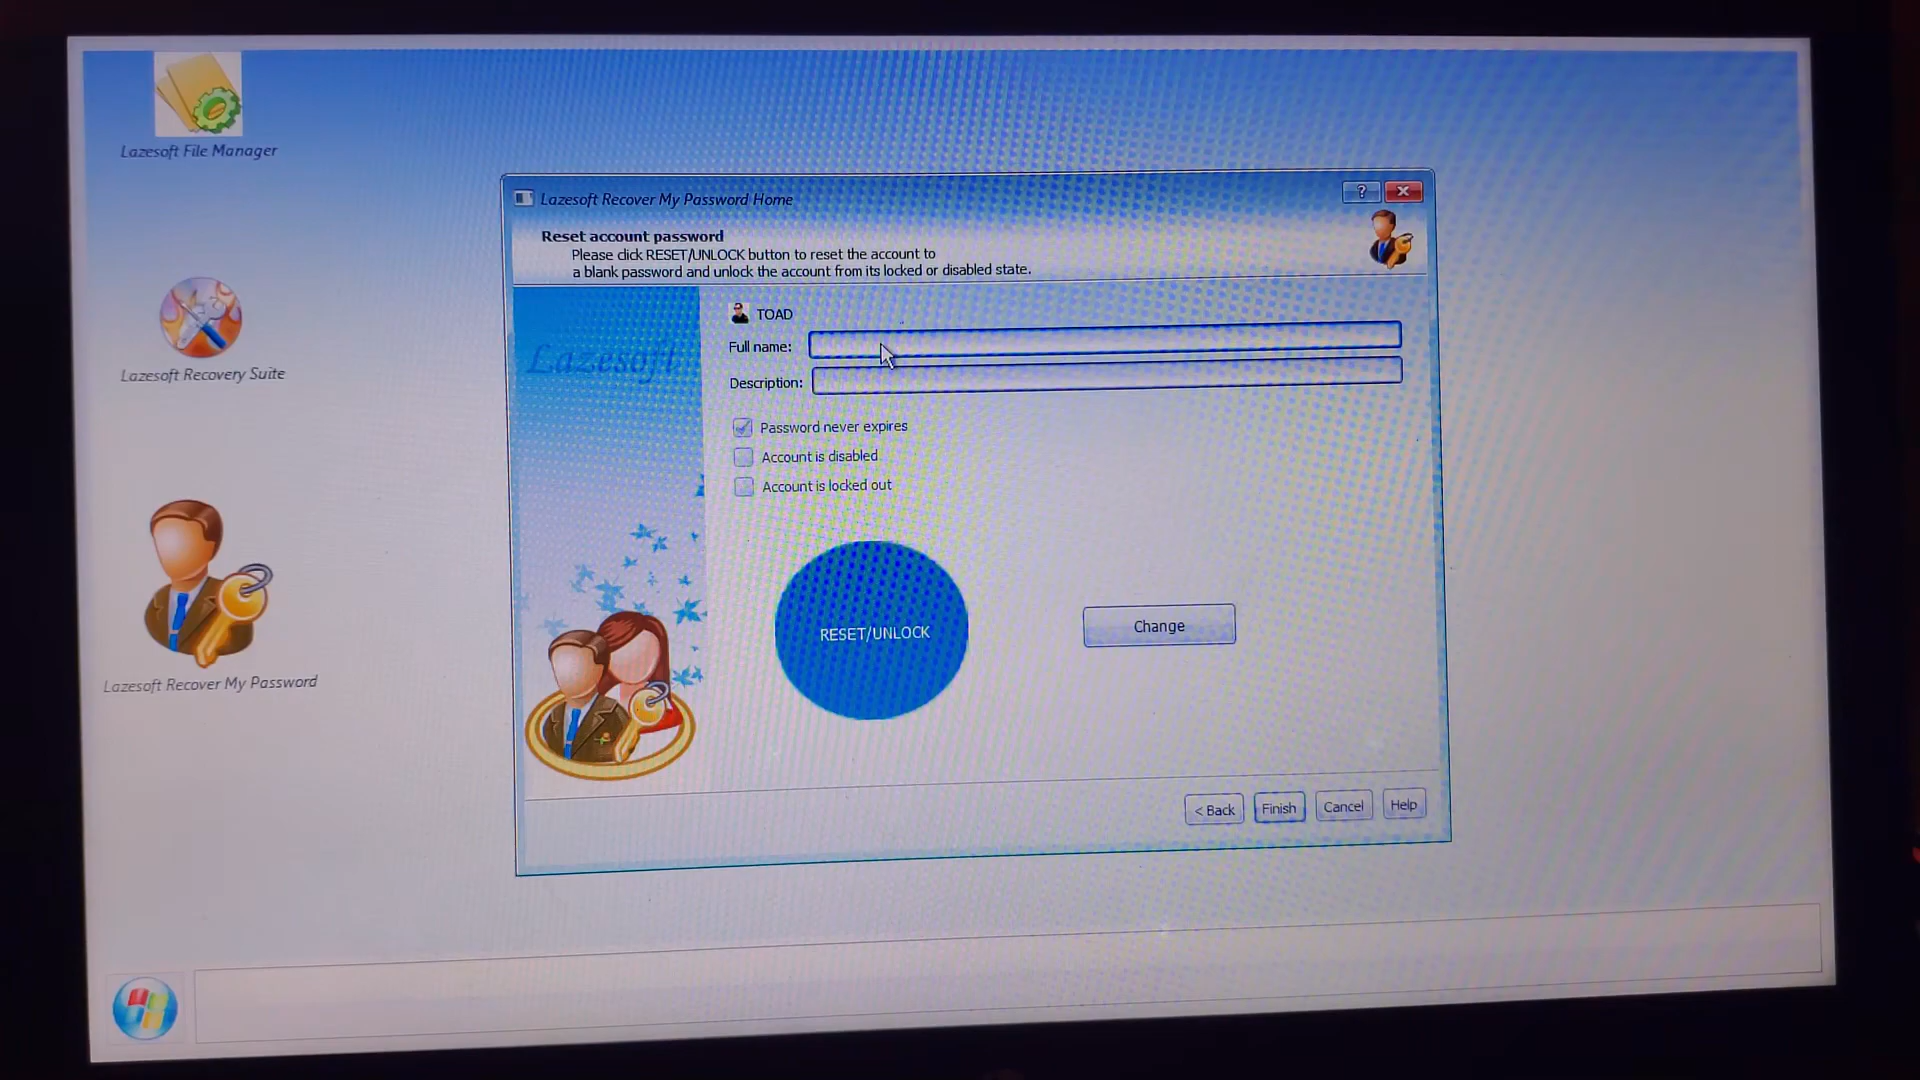 Lazesoft File Manager
Lazesoft Recovery Suite
Lazesoft Recover My Password
Lazesoft Recover My Password Home
?
Reset account password
Please click RESET/UNLOCK button to reset the account to
a blank password and unlock the account from its locked or disabled state.
Lazesoft
TOAD
Full name:
Description:
Password never expires
Account is disabled
Account is locked out
RESET/UNLOCK
Change
< Back
Finish
Cancel
Help